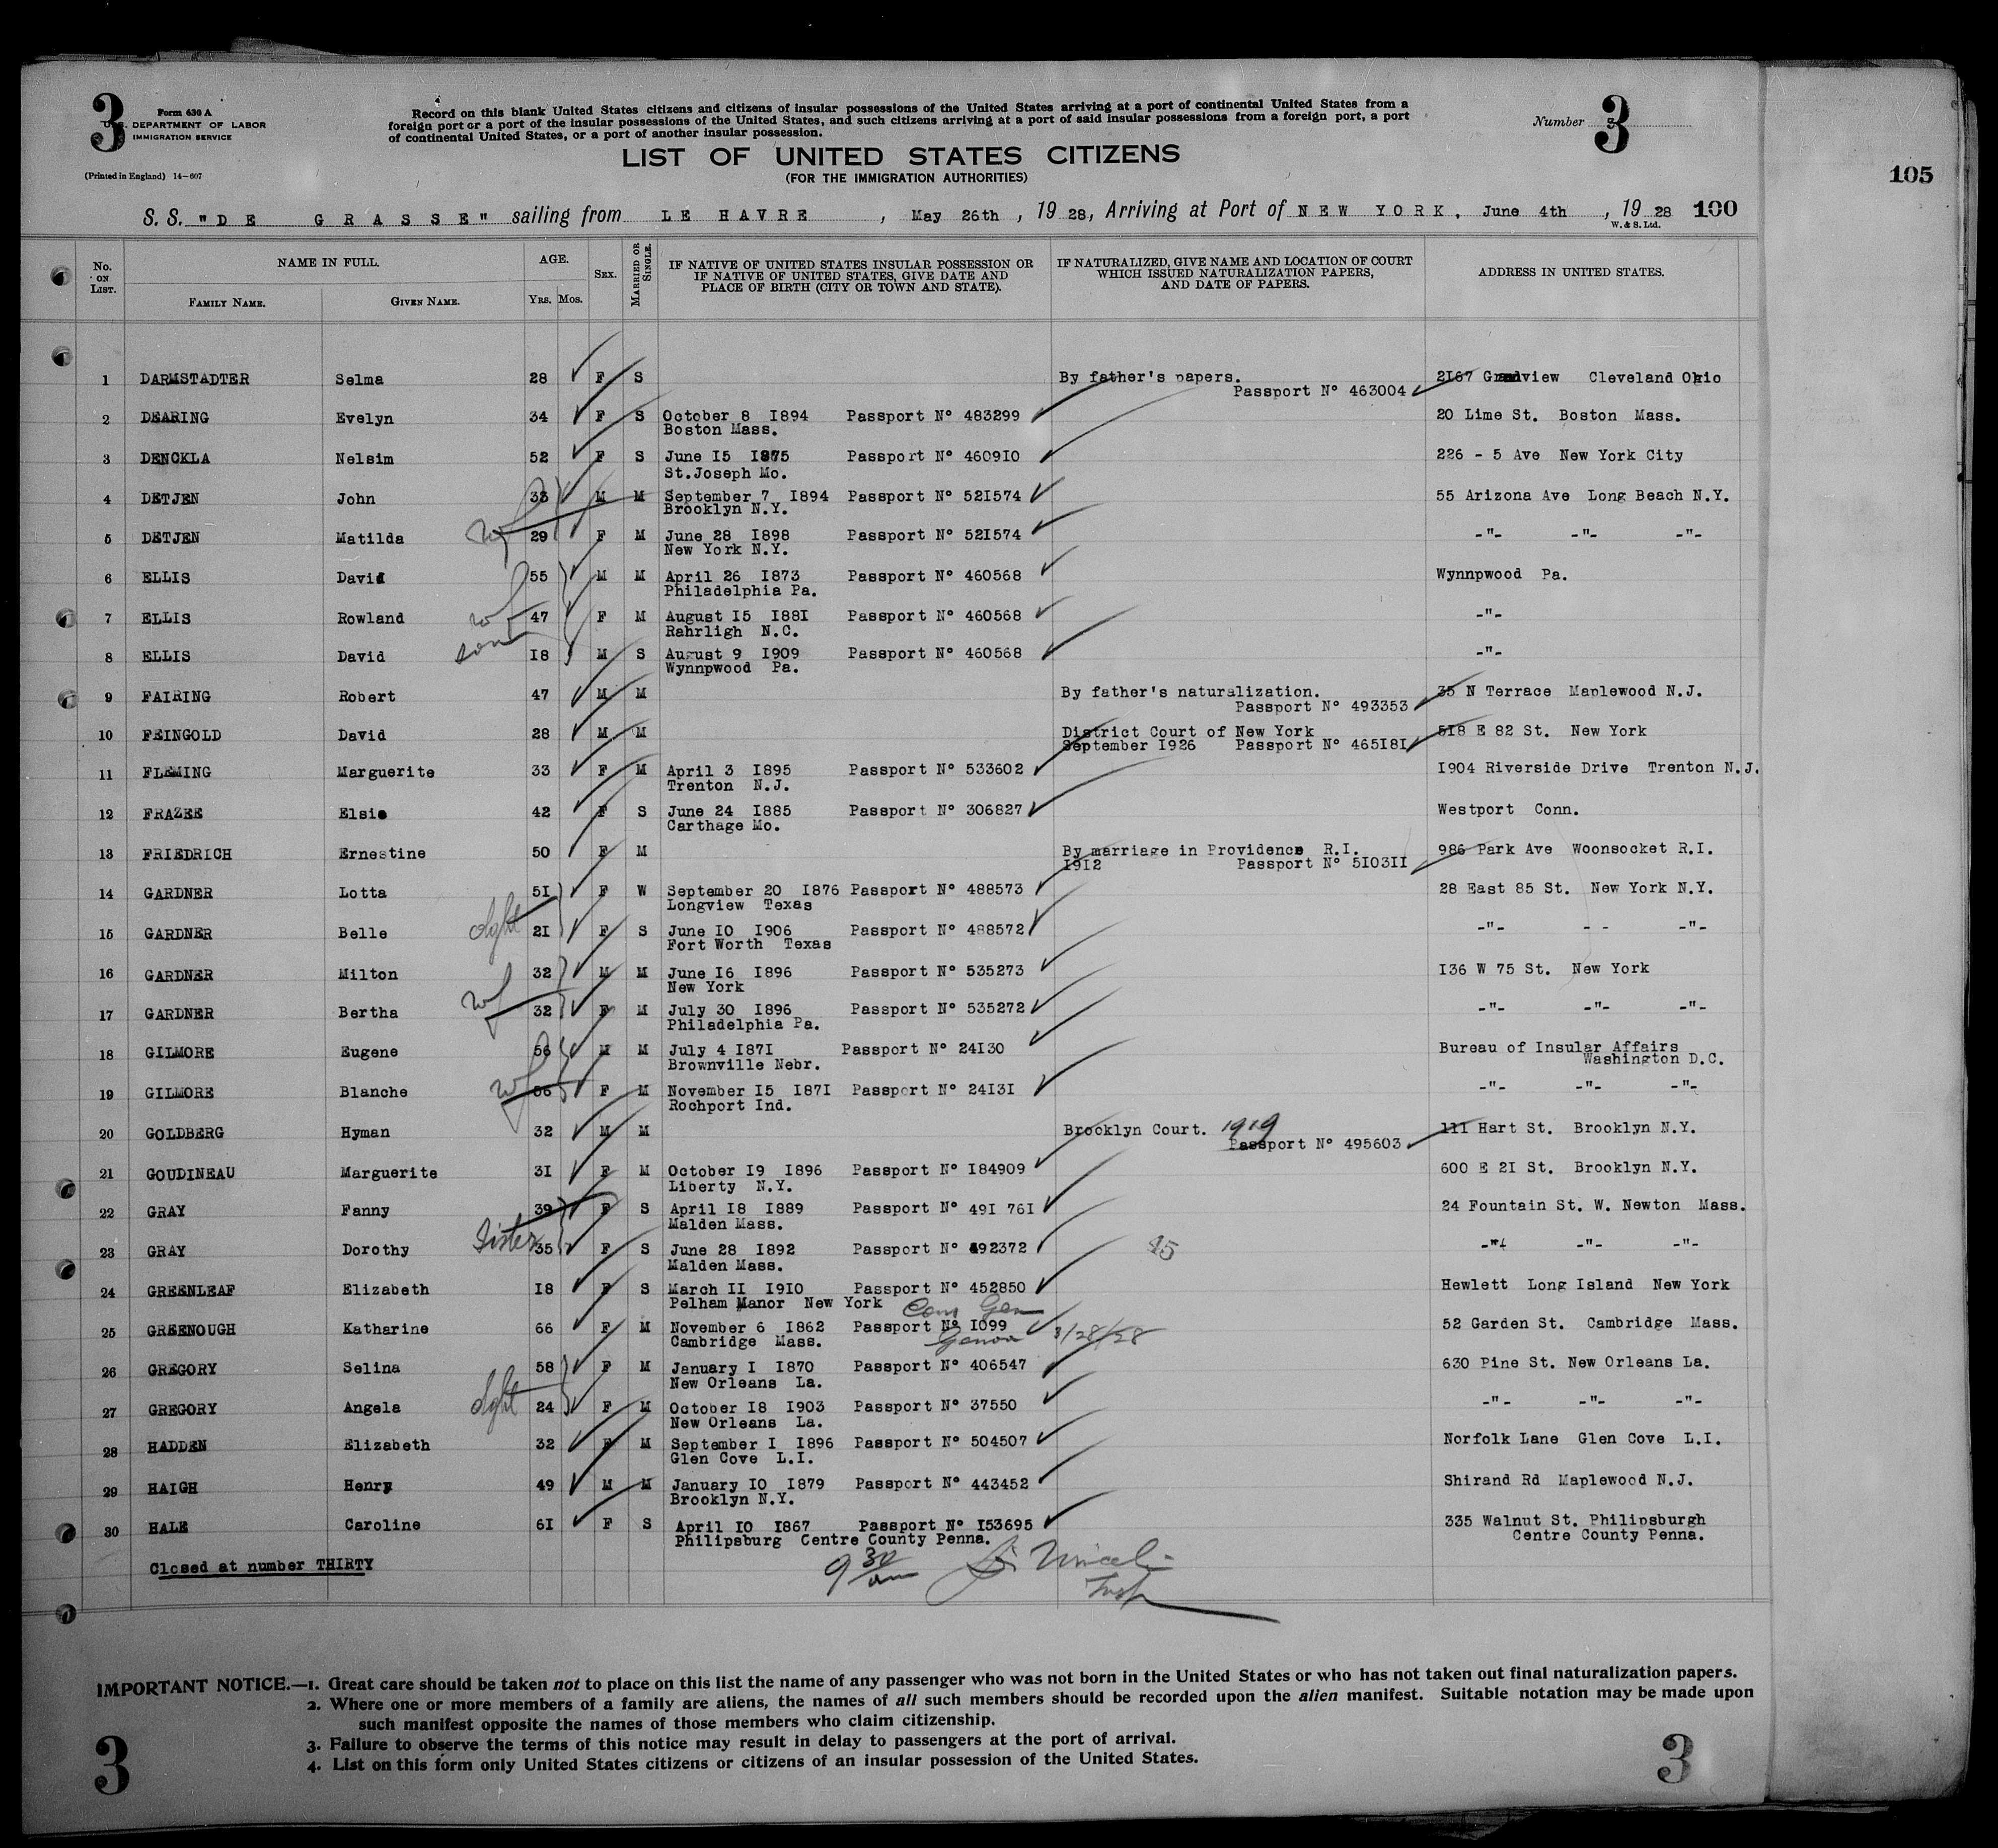 3 Form 630 A
U.S. DEPARTMENT OF LABOR
IMMIGRATION SERVICE
(Printed in England) 14-607
Record on this blank United States citizens and citizens of insular possessions of the United States arriving at a port of continental United States from a
foreign port or a port of the insular possessions of the United States, and such citizens arriving at a port of said insular possessions from a foreign port, a port
of continental United States, or a port of another insular possession.
Number 3
3
LIST OF UNITED STATES CITIZENS
(FOR THE IMMIGRATION AUTHORITIES)
105
S.S. "DE GRASSE" sailing from LE HAVRE, May 26th, 1928, Arriving at Port of NEW YORK, June 4th, 1928 100
W. & S. Ltd.
No. ON LIST. NAME IN FULL. AGE. SEX. MARRIED OR SINGLE. IF NATIVE OF UNITED STATES INSULAR POSSESSION OR IF NATIVE OF UNITED STATES, GIVE DATE AND PLACE OF BIRTH (CITY OR TOWN AND STATE). IF NATURALIZED, GIVE NAME AND LOCATION OF COURT WHICH ISSUED NATURALIZATION PAPERS, AND DATE OF PAPERS. ADDRESS IN UNITED STATES.
FAMILY NAME. GIVEN NAME. YRS. MOS.
1 DARMSTADTER Selma 28 F S By father's papers. 2167 Grandview Cleveland Ohio
Passport N° 463004
2 DEARING Evelyn 34 F S October 8 1894 Passport N° 483299 20 Lime St. Boston Mass.
Boston Mass.
3 DENCKLA Nelsim 52 F S June 15 1875 Passport N° 460910 226 - 5 Ave New York City
St.Joseph Mo.
4 DETJEN John 33 M M September 7 1894 Passport N° 521574 55 Arizona Ave Long Beach N.Y.
Brooklyn N.Y.
5 DETJEN Matilda wf 29 F M June 28 1898 Passport N° 521574 -"- -"- -"-
New York N.Y.
6 ELLIS David 55 M M April 26 1873 Passport N° 460568 Wynnpwood Pa.
Philadelphia Pa.
7 ELLIS Rowland wf 47 F M August 15 1881 Passport N° 460568 -"-
Rahrligh N.C.
8 ELLIS David son 18 M S August 9 1909 Passport N° 460568 -"-
Wynnpwood Pa.
9 FAIRING Robert 47 M M By father's naturalization. 35 N Terrace Maplewood N.J.
Passport N° 493353
10 FEINGOLD David 28 M M District Court of New York 518 E 82 St. New York
September 1926 Passport N° 465181
11 FLEMING Marguerite 33 F M April 3 1895 Passport N° 533602 1904 Riverside Drive Trenton N.J.
Trenton N.J.
12 FRAZEE Elsie 42 F S June 24 1885 Passport N° 306827 Westport Conn.
Carthage Mo.
13 FRIEDRICH Ernestine 50 F M By marriage in Providence R.I. 986 Park Ave Woonsocket R.I.
1912 Passport N° 510311
14 GARDNER Lotta 51 F W September 20 1876 Passport N° 488573 28 East 85 St. New York N.Y.
Longview Texas
15 GARDNER Belle dght 21 F S June 10 1906 Passport N° 488572 -"- - - -"-
Fort Worth Texas
16 GARDNER Milton 32 M M June 16 1896 Passport N° 535273 136 W 75 St. New York
New York
17 GARDNER Bertha wf 32 F M July 30 1896 Passport N° 535272 -"- -"- -"-
Philadelphia Pa.
18 GILMORE Eugene 56 M M July 4 1871 Passport N° 24130 Bureau of Insular Affairs
Brownville Nebr. Washington D.C.
19 GILMORE Blanche wf 56 F M November 15 1871 Passport N° 24131 -"- -"- -"-
Rochport Ind.
20 GOLDBERG Hyman 32 M M Brooklyn Court. 1919 111 Hart St. Brooklyn N.Y.
Passport N° 495603
21 GOUDINEAU Marguerite 31 F M October 19 1896 Passport N° 184909 600 E 21 St. Brooklyn N.Y.
Liberty N.Y.
22 GRAY Fanny 39 F S April 18 1889 Passport N° 491 761 24 Fountain St. W. Newton Mass.
Malden Mass.
23 GRAY Dorothy Sister 35 F S June 28 1892 Passport N° 492372 45 -"- -"- -"-
Malden Mass.
24 GREENLEAF Elizabeth 18 F S March 11 1910 Passport N° 452850 Hewlett Long Island New York
Pelham Manor New York Con Gen
25 GREENOUGH Katharine 66 F M November 6 1862 Passport N° 1099 52 Garden St. Cambridge Mass.
Cambridge Mass. Genoa 3/28/28
26 GREGORY Selina 58 F M January 1 1870 Passport N° 406547 630 Pine St. New Orleans La.
New Orleans La.
27 GREGORY Angela dght 24 F M October 18 1903 Passport N° 37550 -"- -"- -"-
New Orleans La.
28 HADDEN Elizabeth 32 F M September 1 1896 Passport N° 504507 Norfolk Lane Glen Cove L.I.
Glen Cove L.I.
29 HAIGH Henry 49 M M January 10 1879 Passport N° 443452 Shirand Rd Maplewood N.J.
Brooklyn N.Y.
30 HALE Caroline 61 F S April 10 1867 Passport N° 153695 335 Walnut St. Philipsburgh
Philipsburg Centre County Penna. Centre County Penna.
Closed at number THIRTY
9 30 am
Insp
IMPORTANT NOTICE.—1. Great care should be taken not to place on this list the name of any passenger who was not born in the United States or who has not taken out final naturalization papers.
2. Where one or more members of a family are aliens, the names of all such members should be recorded upon the alien manifest. Suitable notation may be made upon
such manifest opposite the names of those members who claim citizenship.
3. Failure to observe the terms of this notice may result in delay to passengers at the port of arrival.
4. List on this form only United States citizens or citizens of an insular possession of the United States.
3 3